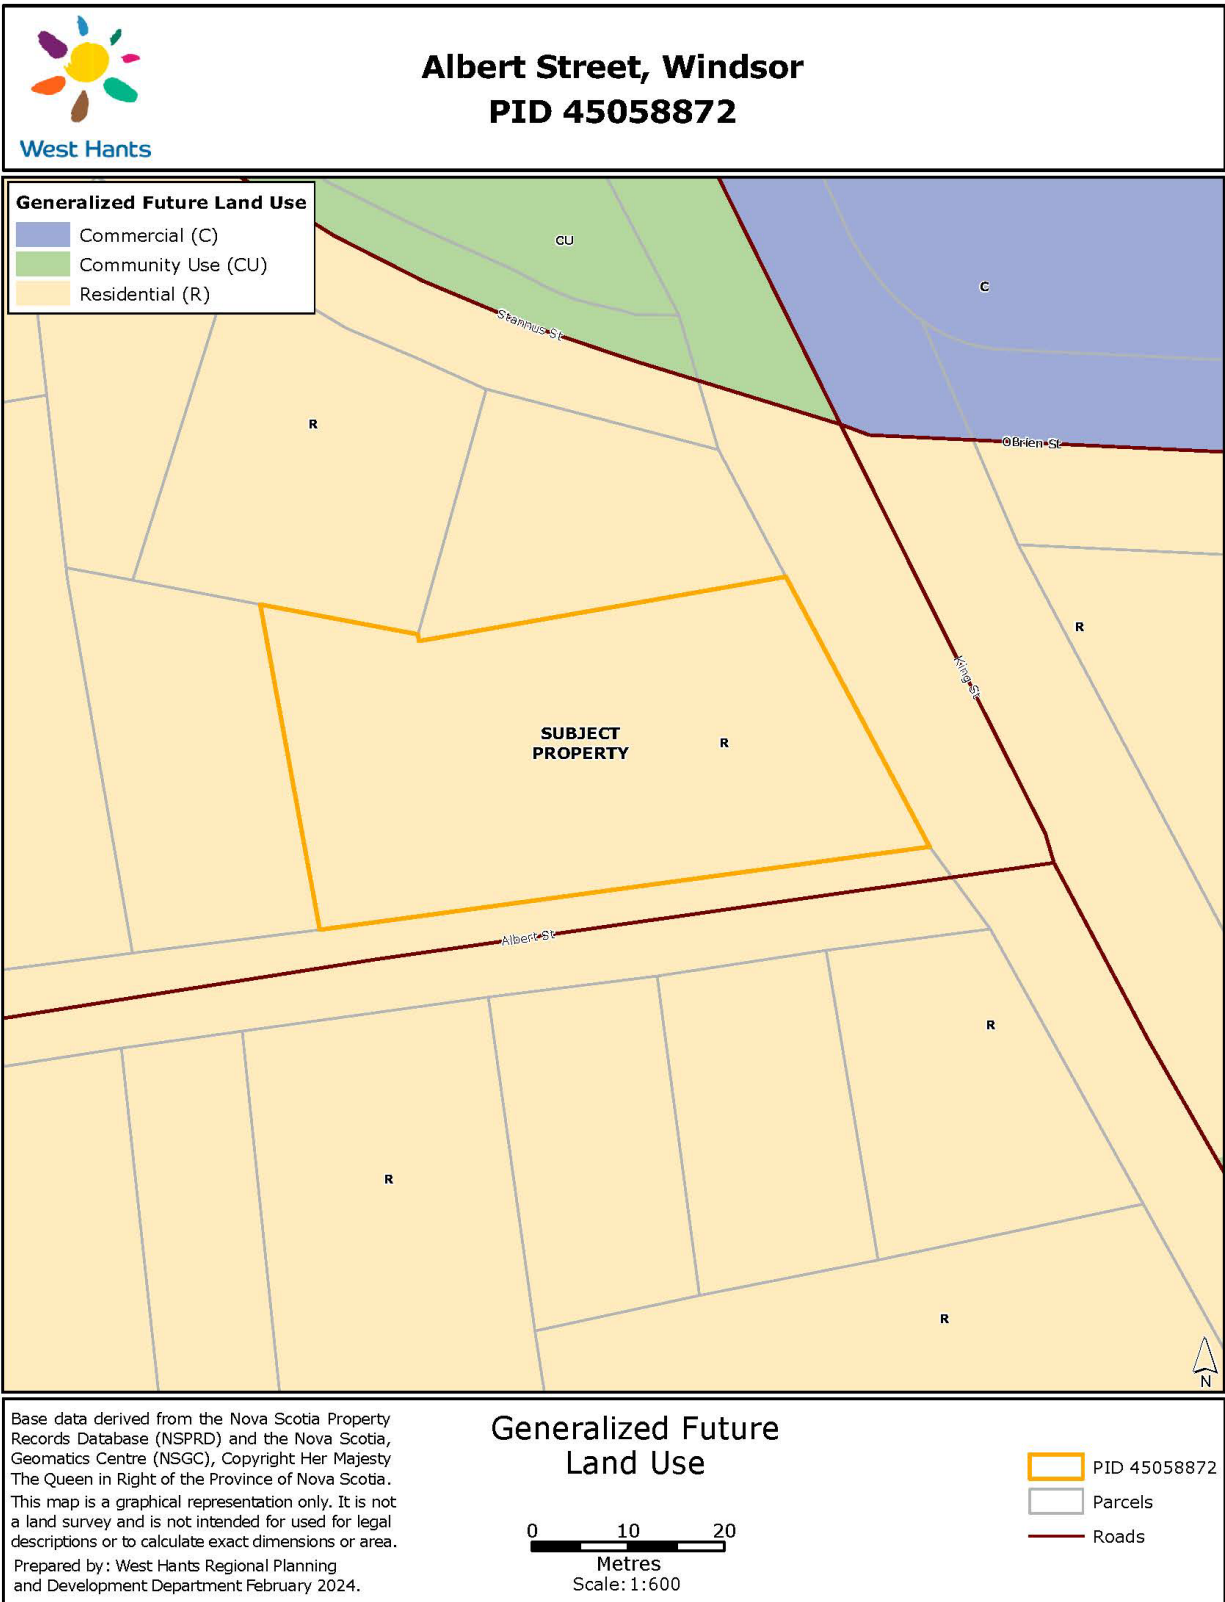 West Hants
Albert Street, Windsor
PID 45058872
Generalized Future Land Use
Commercial (C)
Community Use (CU)
Residential (R)
CU
C
Stannus St
R
OBrien St
R
King St
SUBJECT
PROPERTY
R
Albert St
R
R
R
N
Base data derived from the Nova Scotia Property
Records Database (NSPRD) and the Nova Scotia,
Geomatics Centre (NSGC), Copyright Her Majesty
The Queen in Right of the Province of Nova Scotia.
This map is a graphical representation only. It is not
a land survey and is not intended for used for legal
descriptions or to calculate exact dimensions or area.
Prepared by: West Hants Regional Planning
and Development Department February 2024.
Generalized Future
Land Use
0 10 20
Metres
Scale: 1:600
PID 45058872
Parcels
Roads